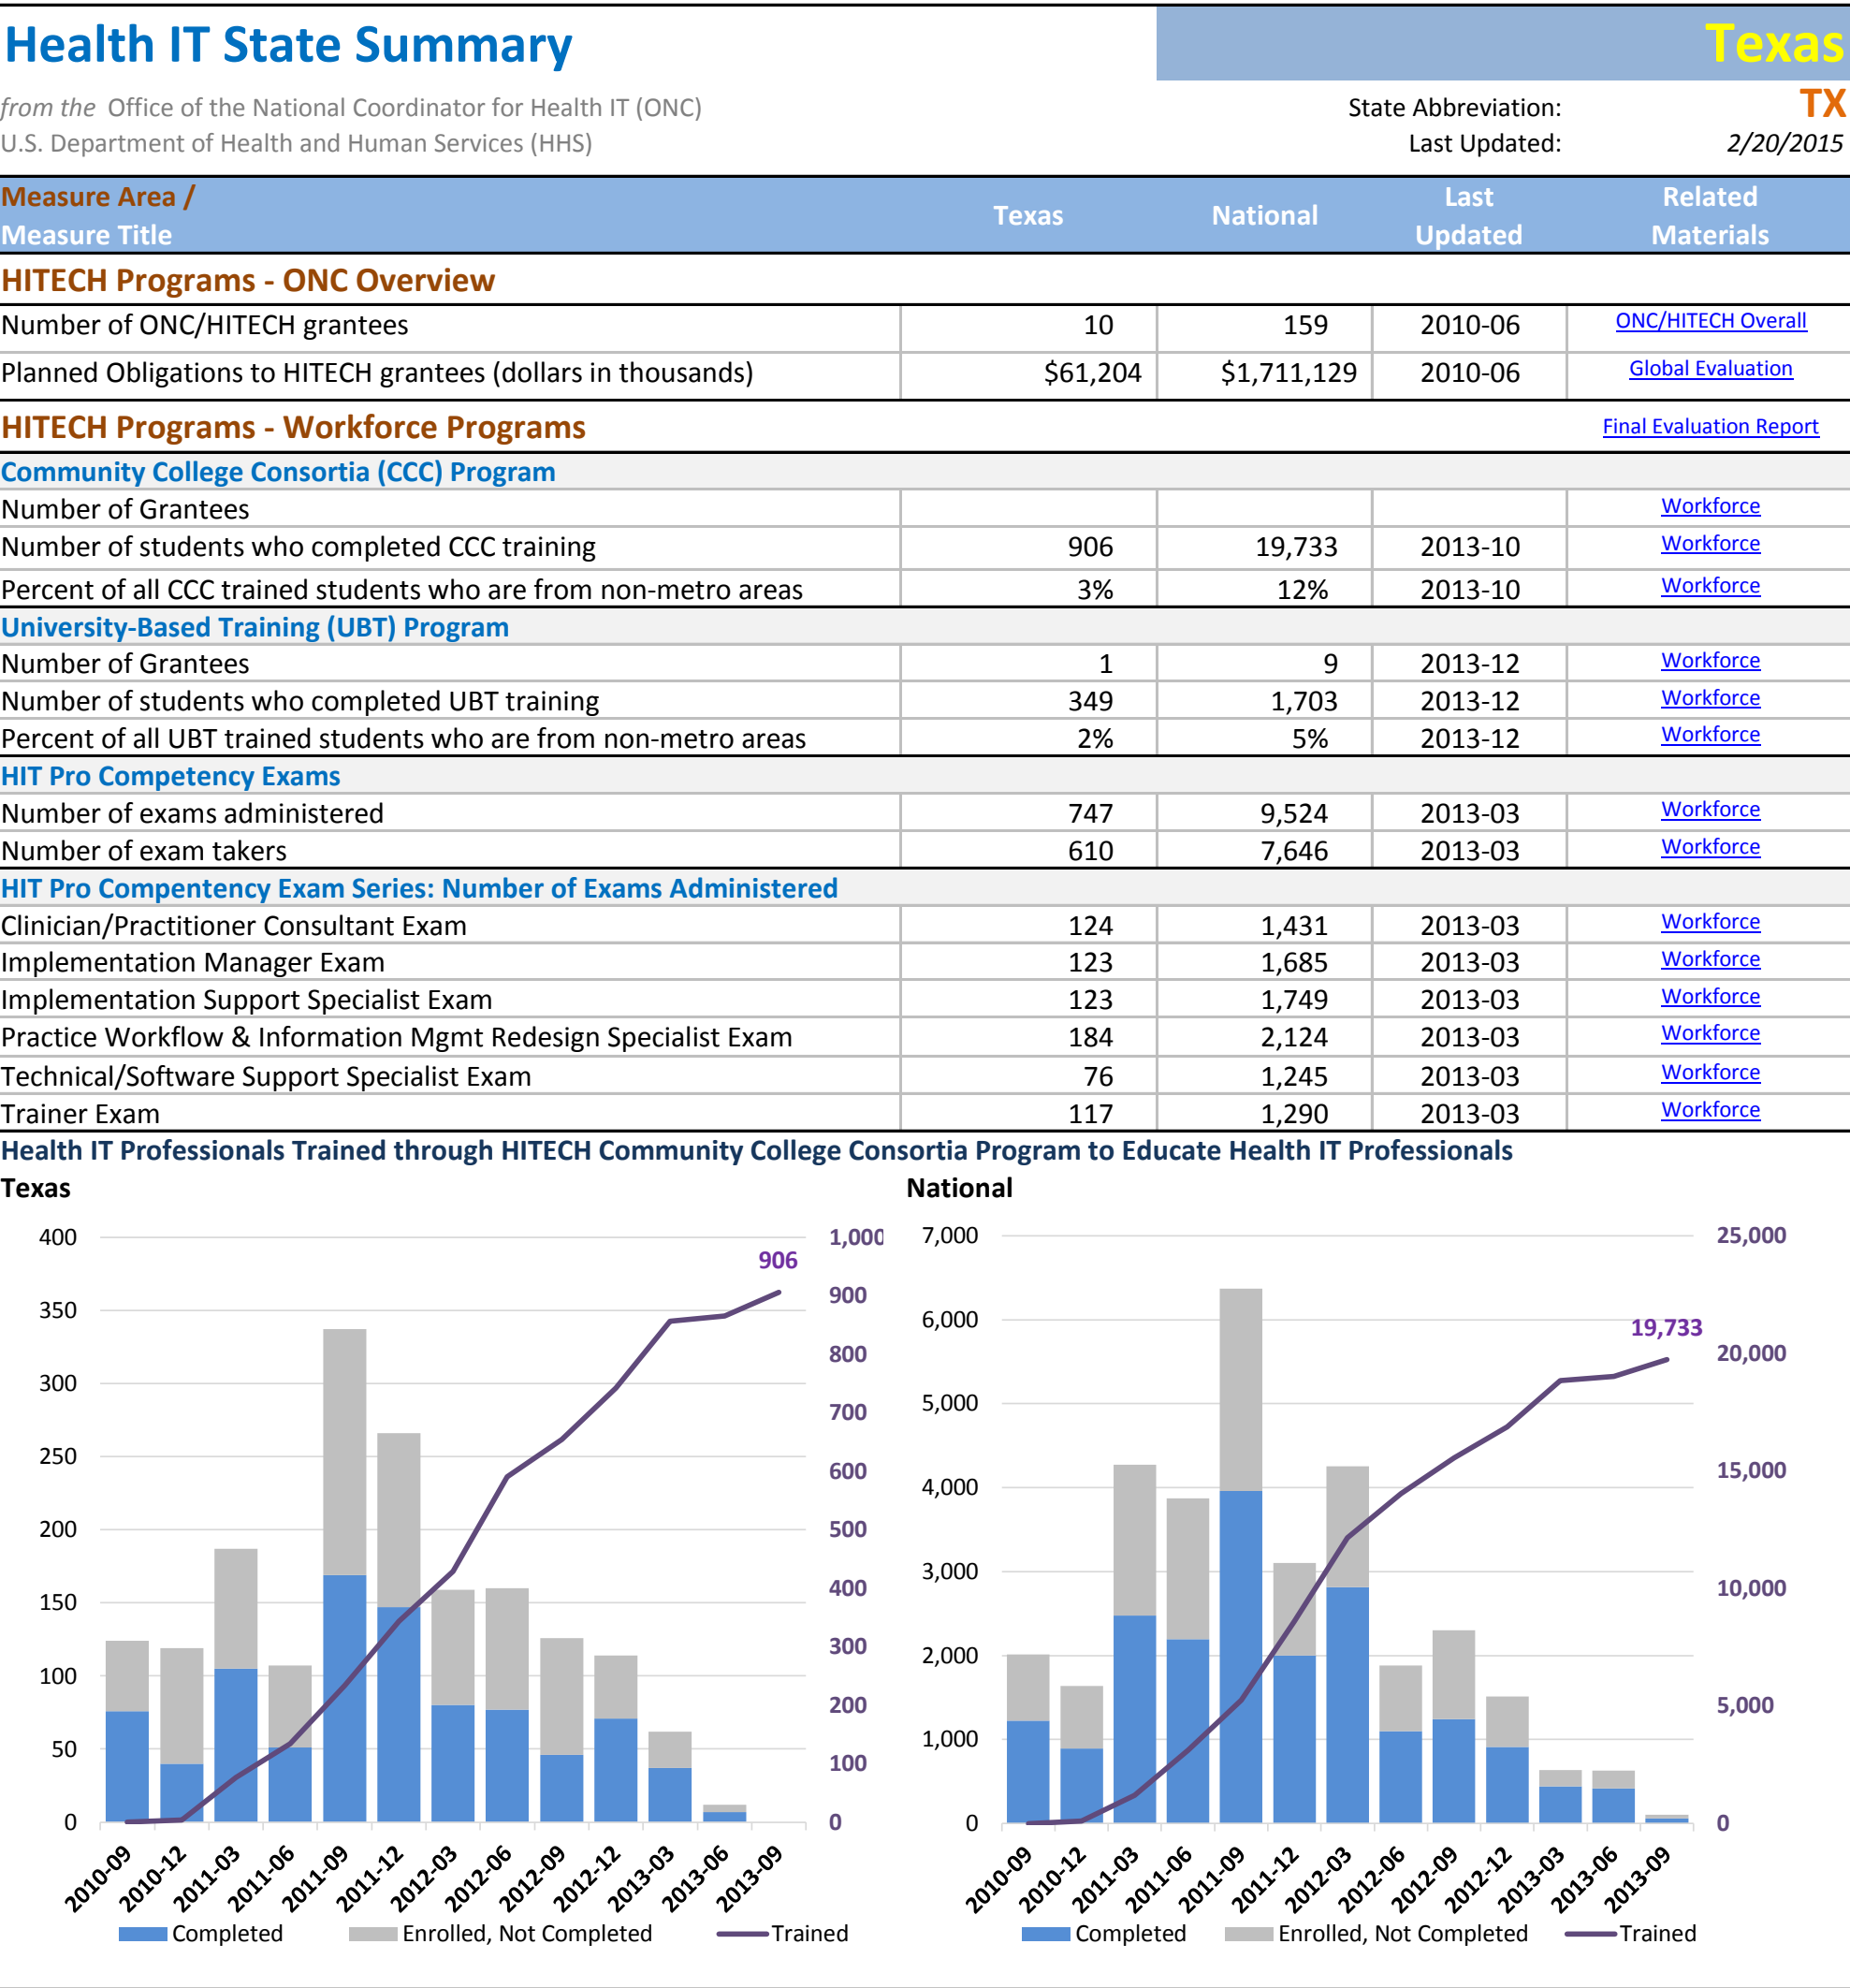 Health IT State Summary Texas
from the Office of the National Coordinator for Health IT (ONC) State Abbreviation: TX
U.S. Department of Health and Human Services (HHS) Last Updated: 2/20/2015
Measure Area / Last Related
Texas National
Measure Title Updated Materials
HITECH Programs - ONC Overview
Number of ONC/HITECH grantees 10 159 2010-06 ONC/HITECH Overall
Planned Obligations to HITECH grantees (dollars in thousands) $61,204 $1,711,129 2010-06 Global Evaluation
HITECH Programs - Workforce Programs Final Evaluation Report
Community College Consortia (CCC) Program
Number of Grantees Workforce
Number of students who completed CCC training 906 19,733 2013-10 Workforce
Percent of all CCC trained students who are from non-metro areas 3% 12% 2013-10 Workforce
University-Based Training (UBT) Program
Number of Grantees 1 9 2013-12 Workforce
Number of students who completed UBT training 349 1,703 2013-12 Workforce
Percent of all UBT trained students who are from non-metro areas 2% 5% 2013-12 Workforce
HIT Pro Competency Exams
Number of exams administered 747 9,524 2013-03 Workforce
Number of exam takers 610 7,646 2013-03 Workforce
HIT Pro Compentency Exam Series: Number of Exams Administered
Clinician/Practitioner Consultant Exam 124 1,431 2013-03 Workforce
Implementation Manager Exam 123 1,685 2013-03 Workforce
Implementation Support Specialist Exam 123 1,749 2013-03 Workforce
Practice Workflow & Information Mgmt Redesign Specialist Exam 184 2,124 2013-03 Workforce
Technical/Software Support Specialist Exam 76 1,245 2013-03 Workforce
Trainer Exam 117 1,290 2013-03 Workforce
Health IT Professionals Trained through HITECH Community College Consortia Program to Educate Health IT Professionals
Texas
400
350
300
250
200
150
100
50
0
906
1,000
900
800
700
600
500
400
300
200
100
0
2010-09 2010-12 2011-03 2011-06 2011-09 2011-12 2012-03 2012-06 2012-09 2012-12 2013-03 2013-06 2013-09
Completed Enrolled, Not Completed Trained
National
7,000
6,000
5,000
4,000
3,000
2,000
1,000
0
19,733
25,000
20,000
15,000
10,000
5,000
0
2010-09 2010-12 2011-03 2011-06 2011-09 2011-12 2012-03 2012-06 2012-09 2012-12 2013-03 2013-06 2013-09
Completed Enrolled, Not Completed Trained